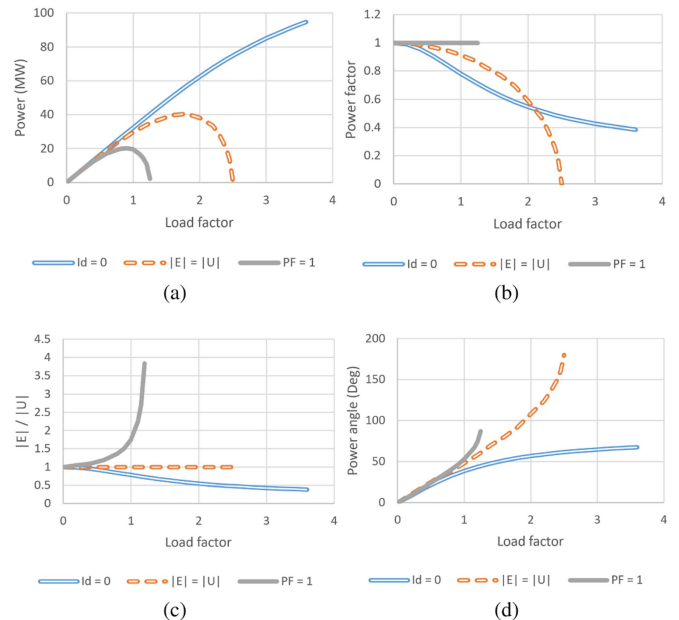 100
80
60
40
20
0
Power (MW)
0 1 2 3 4
Load factor
Id = 0 |E| = |U| PF = 1
(a)
1.2
1
0.8
0.6
0.4
0.2
0
Power factor
0 1 2 3 4
Load factor
Id = 0 |E| = |U| PF = 1
(b)
4.5
4
3.5
3
2.5
2
1.5
1
0.5
0
|E| / |U|
0 1 2 3 4
Load factor
Id = 0 |E| = |U| PF = 1
(c)
200
150
100
50
0
Power angle (Deg)
0 1 2 3 4
Load factor
Id = 0 |E| = |U| PF = 1
(d)